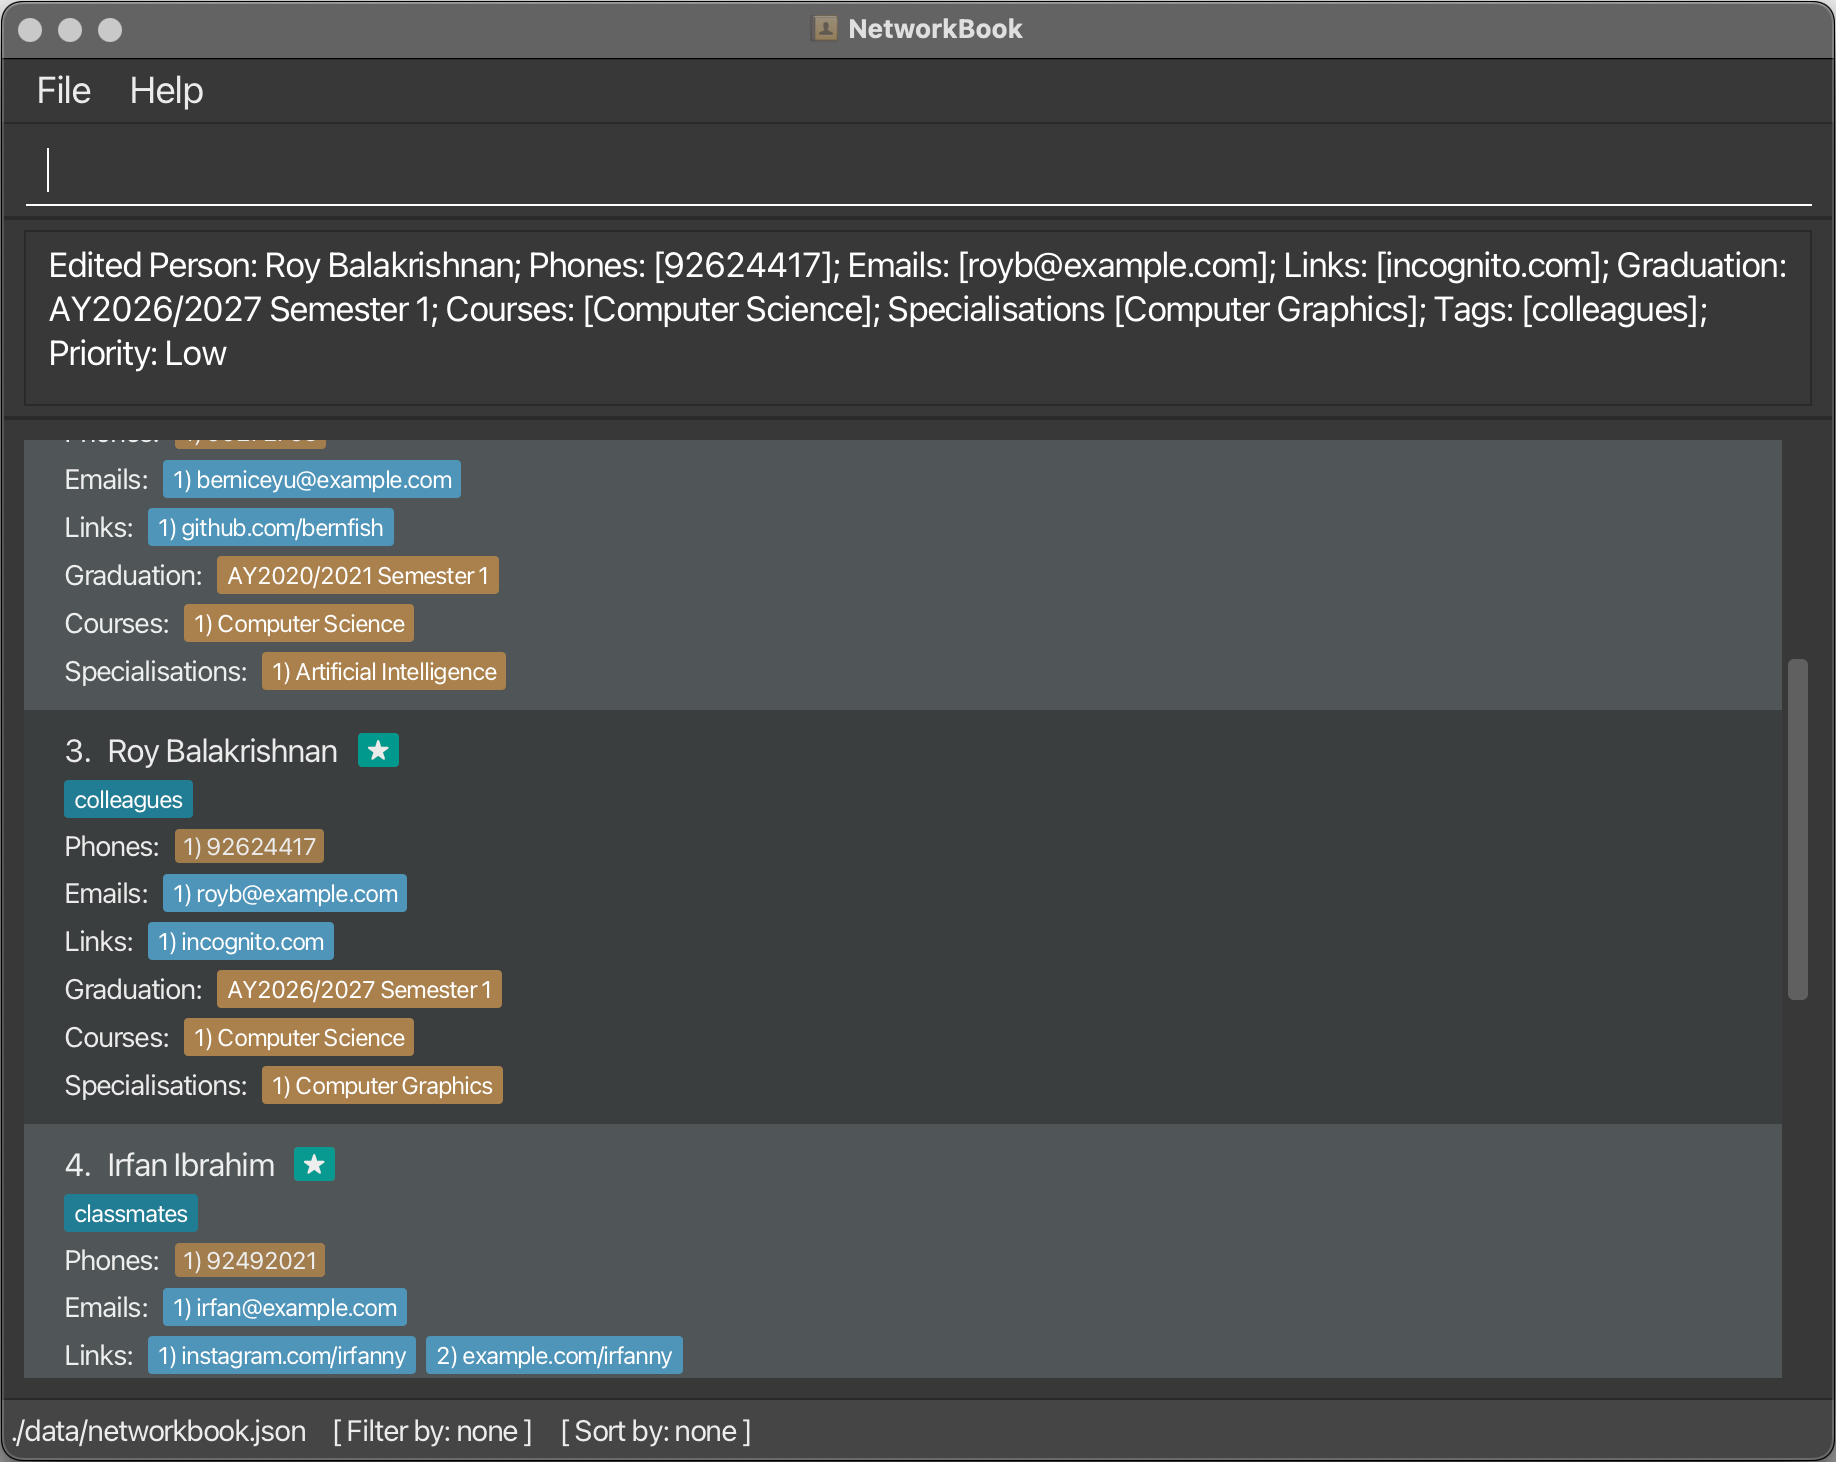 NetworkBook
File Help
Edited Person: Roy Balakrishnan; Phones: [92624417]; Emails: [royb@example.com]; Links: [incognito.com]; Graduation:
AY2026/2027 Semester 1; Courses: [Computer Science]; Specialisations [Computer Graphics]; Tags: [colleagues];
Priority: Low
Emails: 1) berniceyu@example.com
Links: 1) github.com/bernfish
Graduation: AY2020/2021 Semester 1
Courses: 1) Computer Science
Specialisations: 1) Artificial Intelligence
3. Roy Balakrishnan
colleagues
Phones: 1) 92624417
Emails: 1) royb@example.com
Links: 1) incognito.com
Graduation: AY2026/2027 Semester 1
Courses: 1) Computer Science
Specialisations: 1) Computer Graphics
4. Irfan Ibrahim
classmates
Phones: 1) 92492021
Emails: 1) irfan@example.com
Links: 1) instagram.com/irfanny 2) example.com/irfanny
./data/networkbook.json [ Filter by: none ] [ Sort by: none ]